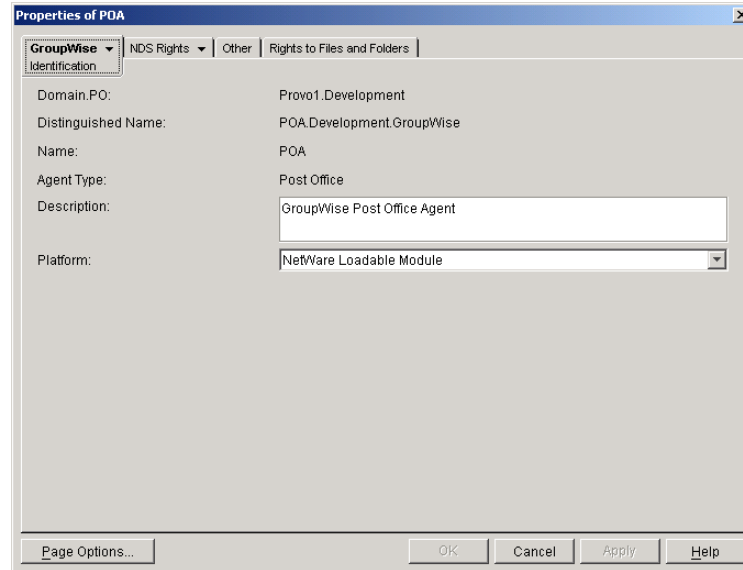 Properties of POA
GroupWise NDS Rights Other Rights to Files and Folders
Identification
Domain.PO: Provo1.Development
Distinguished Name: POA.Development.GroupWise
Name: POA
Agent Type: Post Office
Description: GroupWise Post Office Agent
Platform: NetWare Loadable Module
Page Options... OK Cancel Apply Help